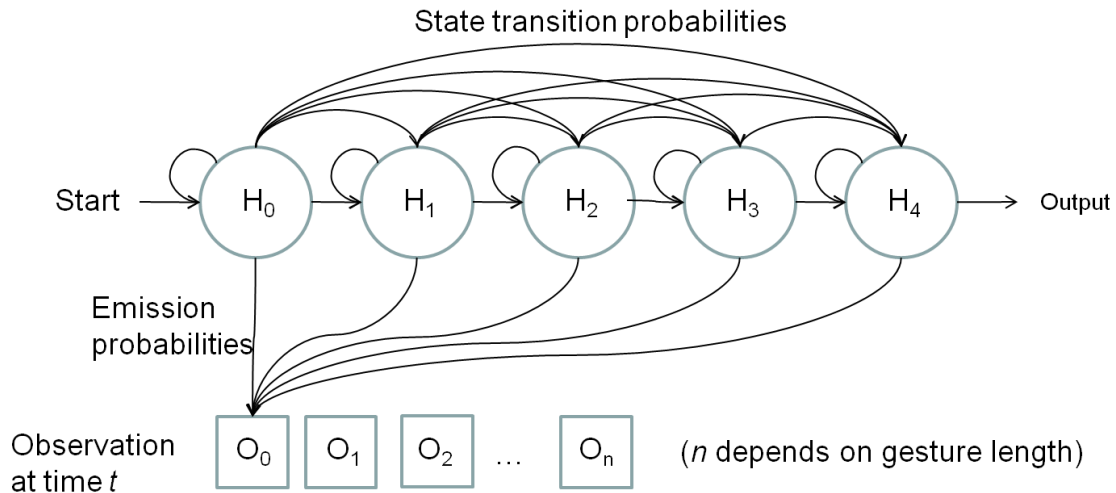 State transition probabilities
Start
H₀
H₁
H₂
H₃
H₄
Output
Emission
probabilities
Observation
at time t
O₀
O₁
O₂
...
Oₙ
(n depends on gesture length)